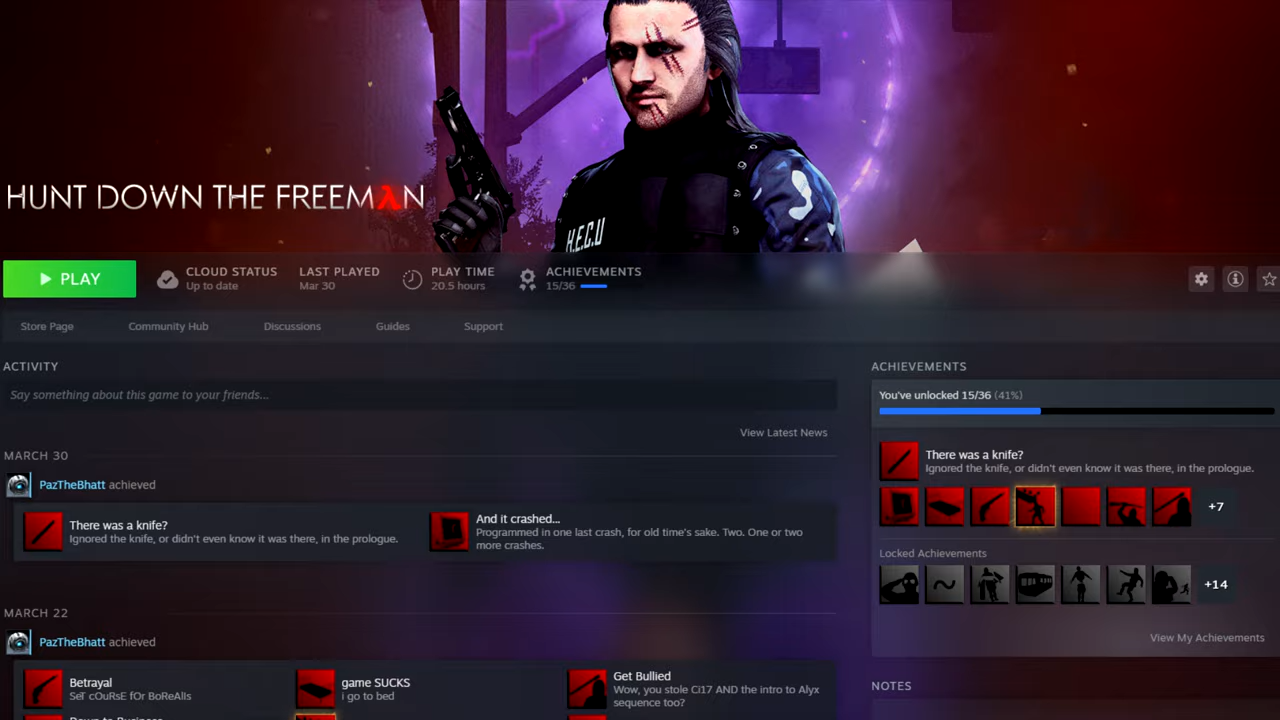 H.E.C.U
HUNT DOWN THE FREEMλN
PLAY
CLOUD STATUS
Up to date
LAST PLAYED
Mar 30
PLAY TIME
20.5 hours
ACHIEVEMENTS
15/36
Store Page
Community Hub
Discussions
Guides
Support
ACTIVITY
Say something about this game to your friends...
View Latest News
MARCH 30
PazTheBhatt achieved
There was a knife?
Ignored the knife, or didn't even know it was there, in the prologue.
And it crashed...
Programmed in one last crash, for old time's sake. Two. One or two
more crashes.
MARCH 22
PazTheBhatt achieved
Betrayal
SeT cOuRsE fOr BoReAlIs
game SUCKS
i go to bed
Get Bullied
Wow, you stole Ci17 AND the intro to Alyx
sequence too?
Down to Business
ACHIEVEMENTS
You've unlocked 15/36 (41%)
There was a knife?
Ignored the knife, or didn't even know it was there, in the prologue.
+7
Locked Achievements
+14
View My Achievements
NOTES